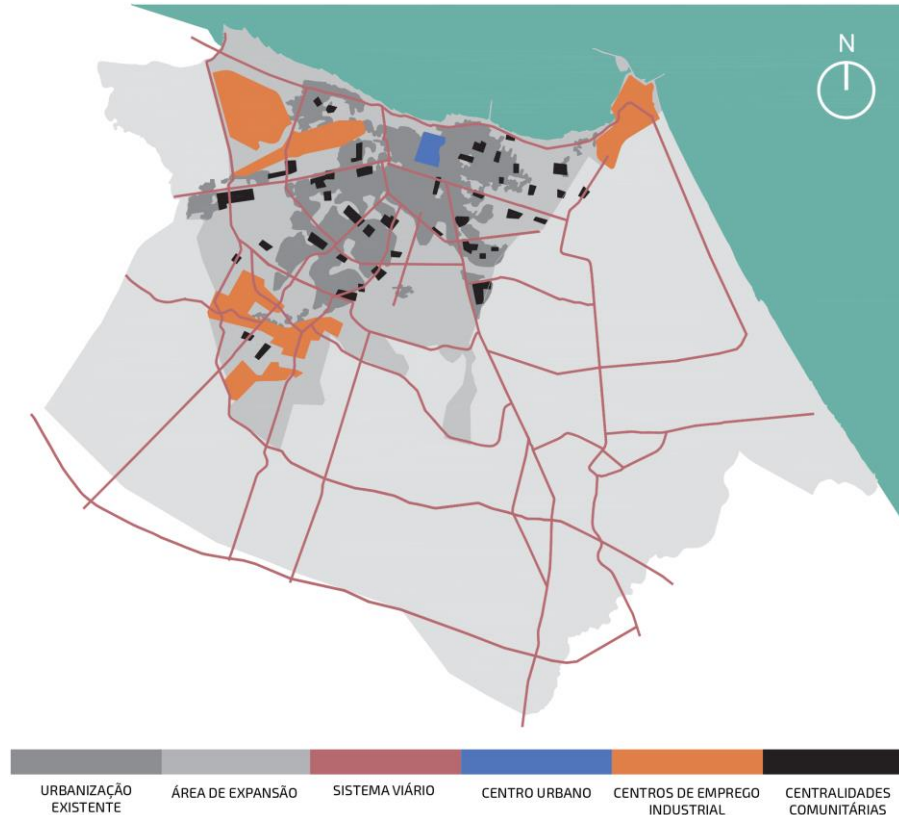 N
URBANIZAÇÃO
EXISTENTE
ÁREA DE EXPANSÃO
SISTEMA VIÁRIO
CENTRO URBANO
CENTROS DE EMPREGO
INDUSTRIAL
CENTRALIDADES
COMUNITÁRIAS